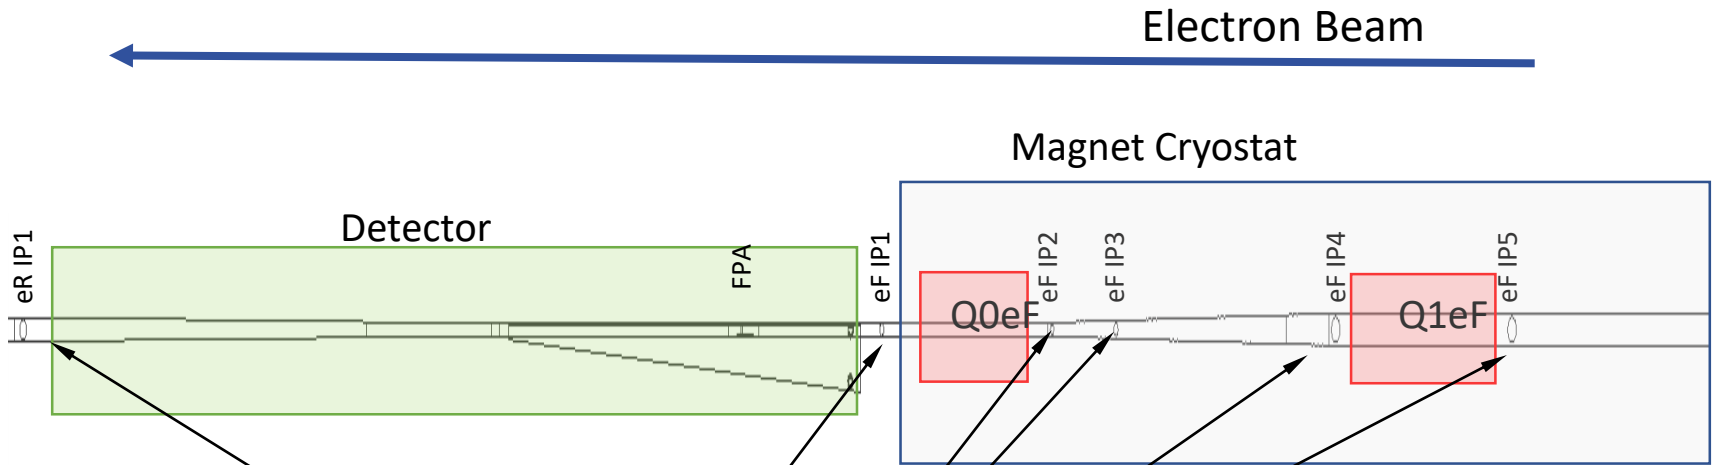 Electron Beam
Magnet Cryostat
Detector
eR IP1
FPA
eF IP1
eF IP2
eF IP3
eF IP4
eF IP5
Q0eF
Q1eF